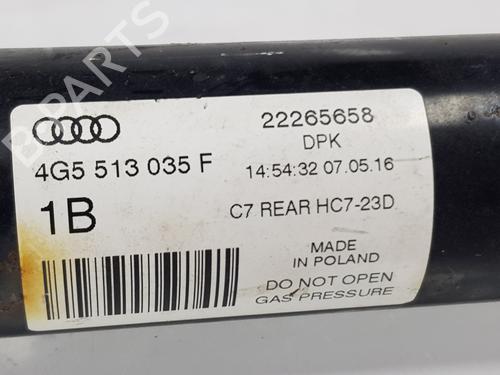 4G5 513 035 F
1B
22265658
DPK
14:54:32 07.05.16
C7 REAR HC7-23D
MADE
IN POLAND
DO NOT OPEN
GAS PRESSURE
B-PARTS